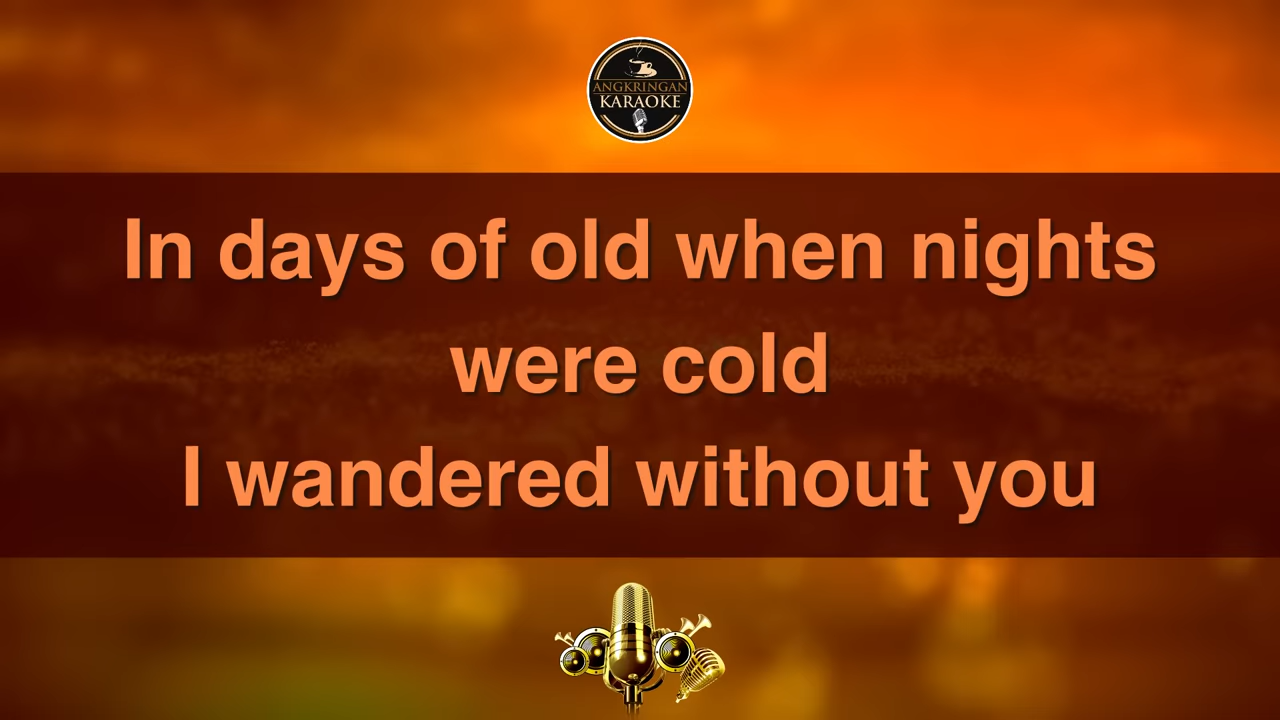 ANGKRINGAN
KARAOKE
In days of old when nights
were cold
I wandered without you